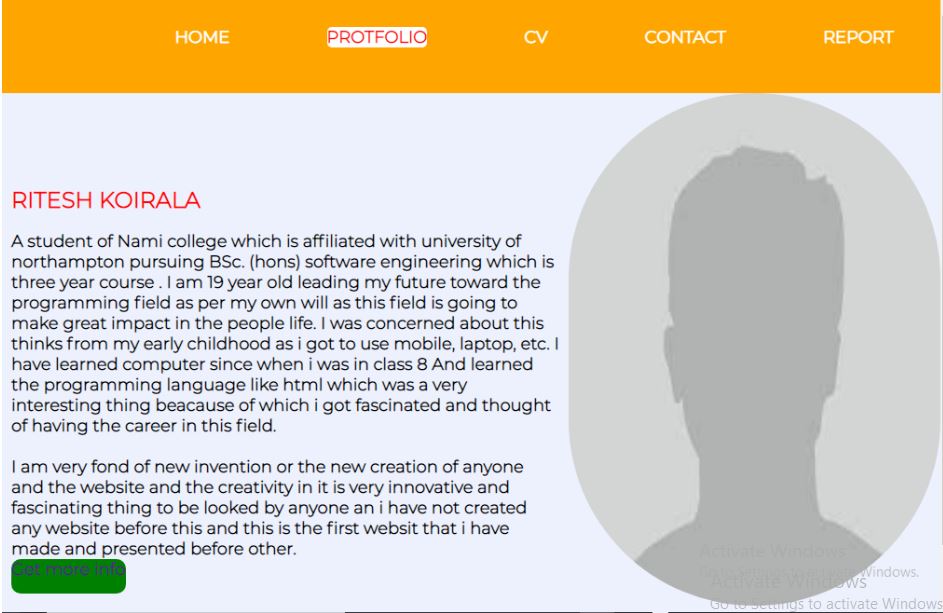 HOME PROTFOLIO CV CONTACT REPORT
RITESH KOIRALA
A student of Nami college which is affiliated with university of
northampton pursuing BSc. (hons) software engineering which is
three year course . I am 19 year old leading my future toward the
programming field as per my own will as this field is going to
make great impact in the people life. I was concerned about this
thinks from my early childhood as i got to use mobile, laptop, etc. I
have learned computer since when i was in class 8 And learned
the programming language like html which was a very
interesting thing beacause of which i got fascinated and thought
of having the career in this field.
I am very fond of new invention or the new creation of anyone
and the website and the creativity in it is very innovative and
fascinating thing to be looked by anyone an i have not created
any website before this and this is the first websit that i have
made and presented before other.
Get more info
Activate Windows
Go to Settings to activate Windows.
Activate Windows
Go to Settings to activate Windows